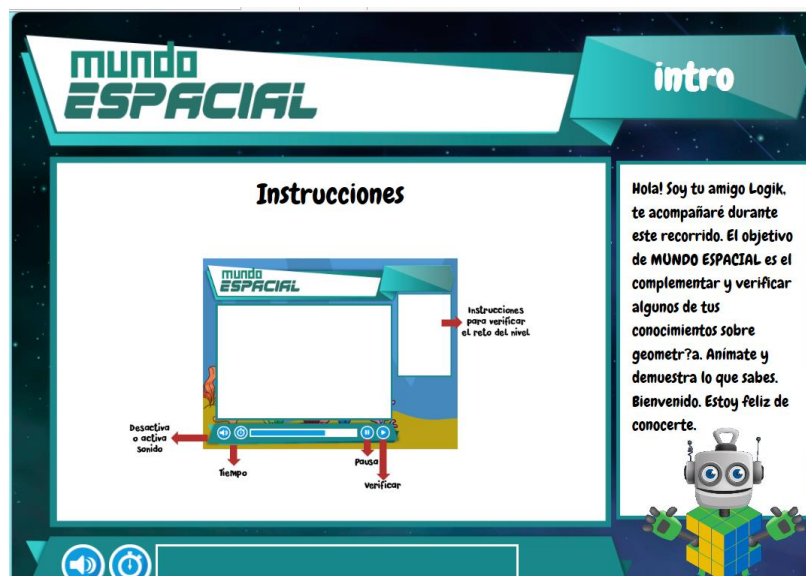 mundo
ESPACIAL
intro
Instrucciones
mundo
ESPACIAL
Instrucciones
para verificar
el reto del nivel
Desactiva
o activa
sonido
Tiempo
Pausa
Verificar
Hola! Soy tu amigo Logik,
te acompañaré durante
este recorrido. El objetivo
de MUNDO ESPACIAL es el
complementar y verificar
algunos de tus
conocimientos sobre
geometr?a. Anímate y
demuestra lo que sabes.
Bienvenido. Estoy feliz de
conocerte.